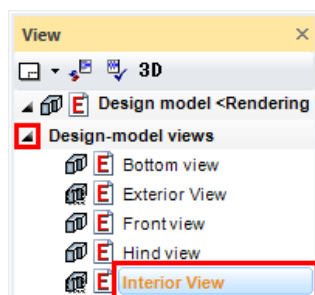 View
3D
E Design model <Rendering
Design-model views
E Bottom view
E Exterior View
E Front view
E Hind view
E Interior View